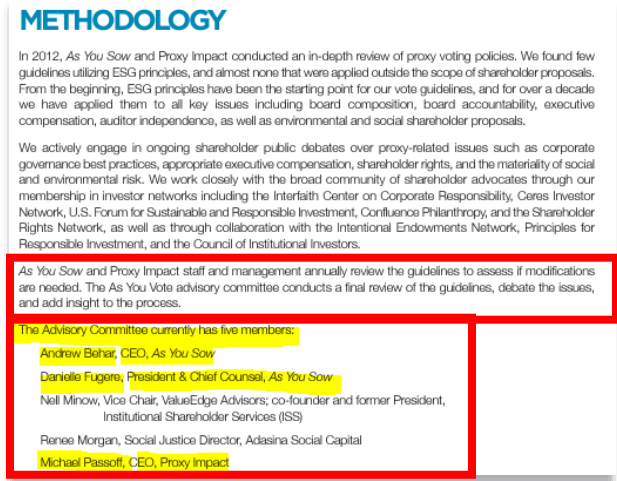 METHODOLOGY
In 2012, As You Sow and Proxy Impact conducted an in-depth review of proxy voting policies. We found few
guidelines utilizing ESG principles, and almost none that were applied outside the scope of shareholder proposals.
From the beginning, ESG principles have been the starting point for our vote guidelines, and for over a decade
we have applied them to all key issues including board composition, board accountability, executive
compensation, auditor independence, as well as environmental and social shareholder proposals.
We actively engage in ongoing shareholder public debates over proxy-related issues such as corporate
governance best practices, appropriate executive compensation, shareholder rights, and the materiality of social
and environmental risk. We work closely with the broad community of shareholder advocates through our
membership in investor networks including the Interfaith Center on Corporate Responsibility, Ceres Investor
Network, U.S. Forum for Sustainable and Responsible Investment, Confluence Philanthropy, and the Shareholder
Rights Network, as well as through collaboration with the Intentional Endowments Network, Principles for
Responsible Investment, and the Council of Institutional Investors.
As You Sow and Proxy Impact staff and management annually review the guidelines to assess if modifications
are needed. The As You Vote advisory committee conducts a final review of the guidelines, debate the issues,
and add insight to the process.
The Advisory Committee currently has five members:
Andrew Behar, CEO, As You Sow
Danielle Fugere, President & Chief Counsel, As You Sow
Nell Minow, Vice Chair, ValueEdge Advisors; co-founder and former President,
Institutional Shareholder Services (ISS)
Renee Morgan, Social Justice Director, Adasina Social Capital
Michael Passoff, CEO, Proxy Impact